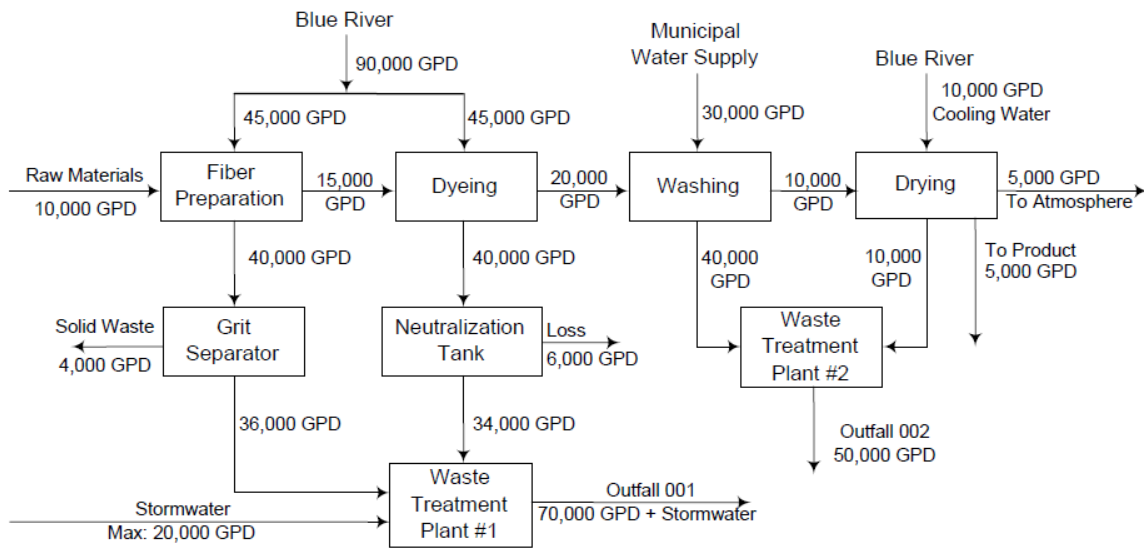 Blue River
90,000 GPD
45,000 GPD
45,000 GPD
Municipal
Water Supply
30,000 GPD
Blue River
10,000 GPD
Cooling Water
Raw Materials
10,000 GPD
Fiber
Preparation
15,000
GPD
Dyeing
20,000
GPD
Washing
10,000
GPD
Drying
5,000 GPD
To Atmosphere
40,000 GPD
40,000 GPD
40,000
GPD
10,000
GPD
To Product
5,000 GPD
Solid Waste
4,000 GPD
Grit
Separator
Neutralization
Tank
Loss
6,000 GPD
Waste
Treatment
Plant #2
36,000 GPD
34,000 GPD
Outfall 002
50,000 GPD
Stormwater
Max: 20,000 GPD
Waste
Treatment
Plant #1
Outfall 001
70,000 GPD + Stormwater